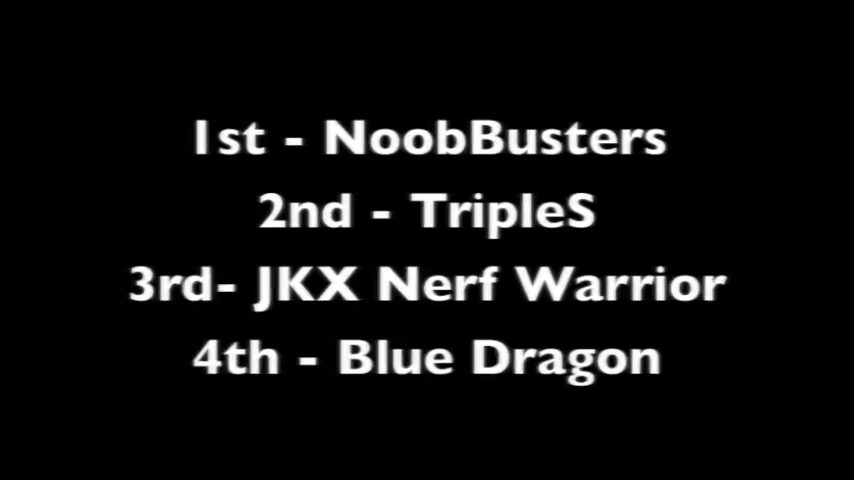 1st - NoobBusters
2nd - TripleS
3rd- JKX Nerf Warrior
4th - Blue Dragon